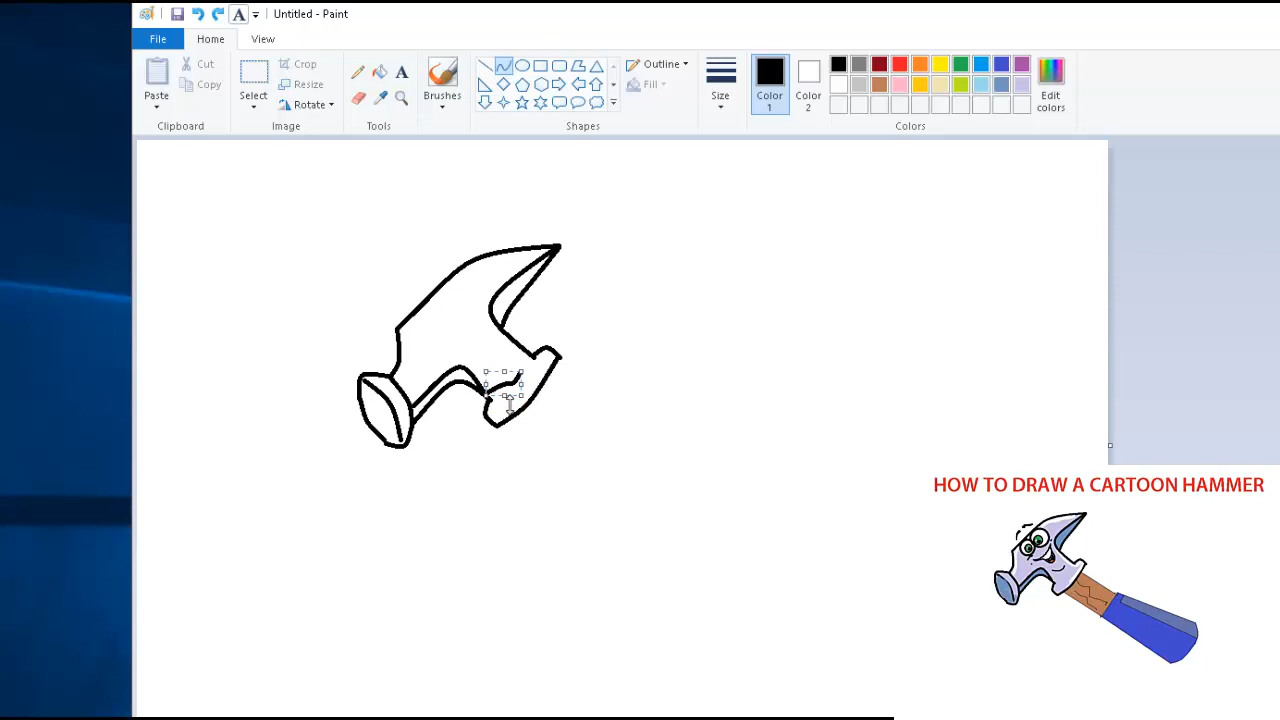 Untitled - Paint
File Home View
Paste
Cut
Copy
Clipboard
Select
Crop
Resize
Rotate
Image
A
Tools
Brushes
Outline
Fill
Shapes
Size
Color 1
Color 2
Edit colors
Colors
HOW TO DRAW A CARTOON HAMMER